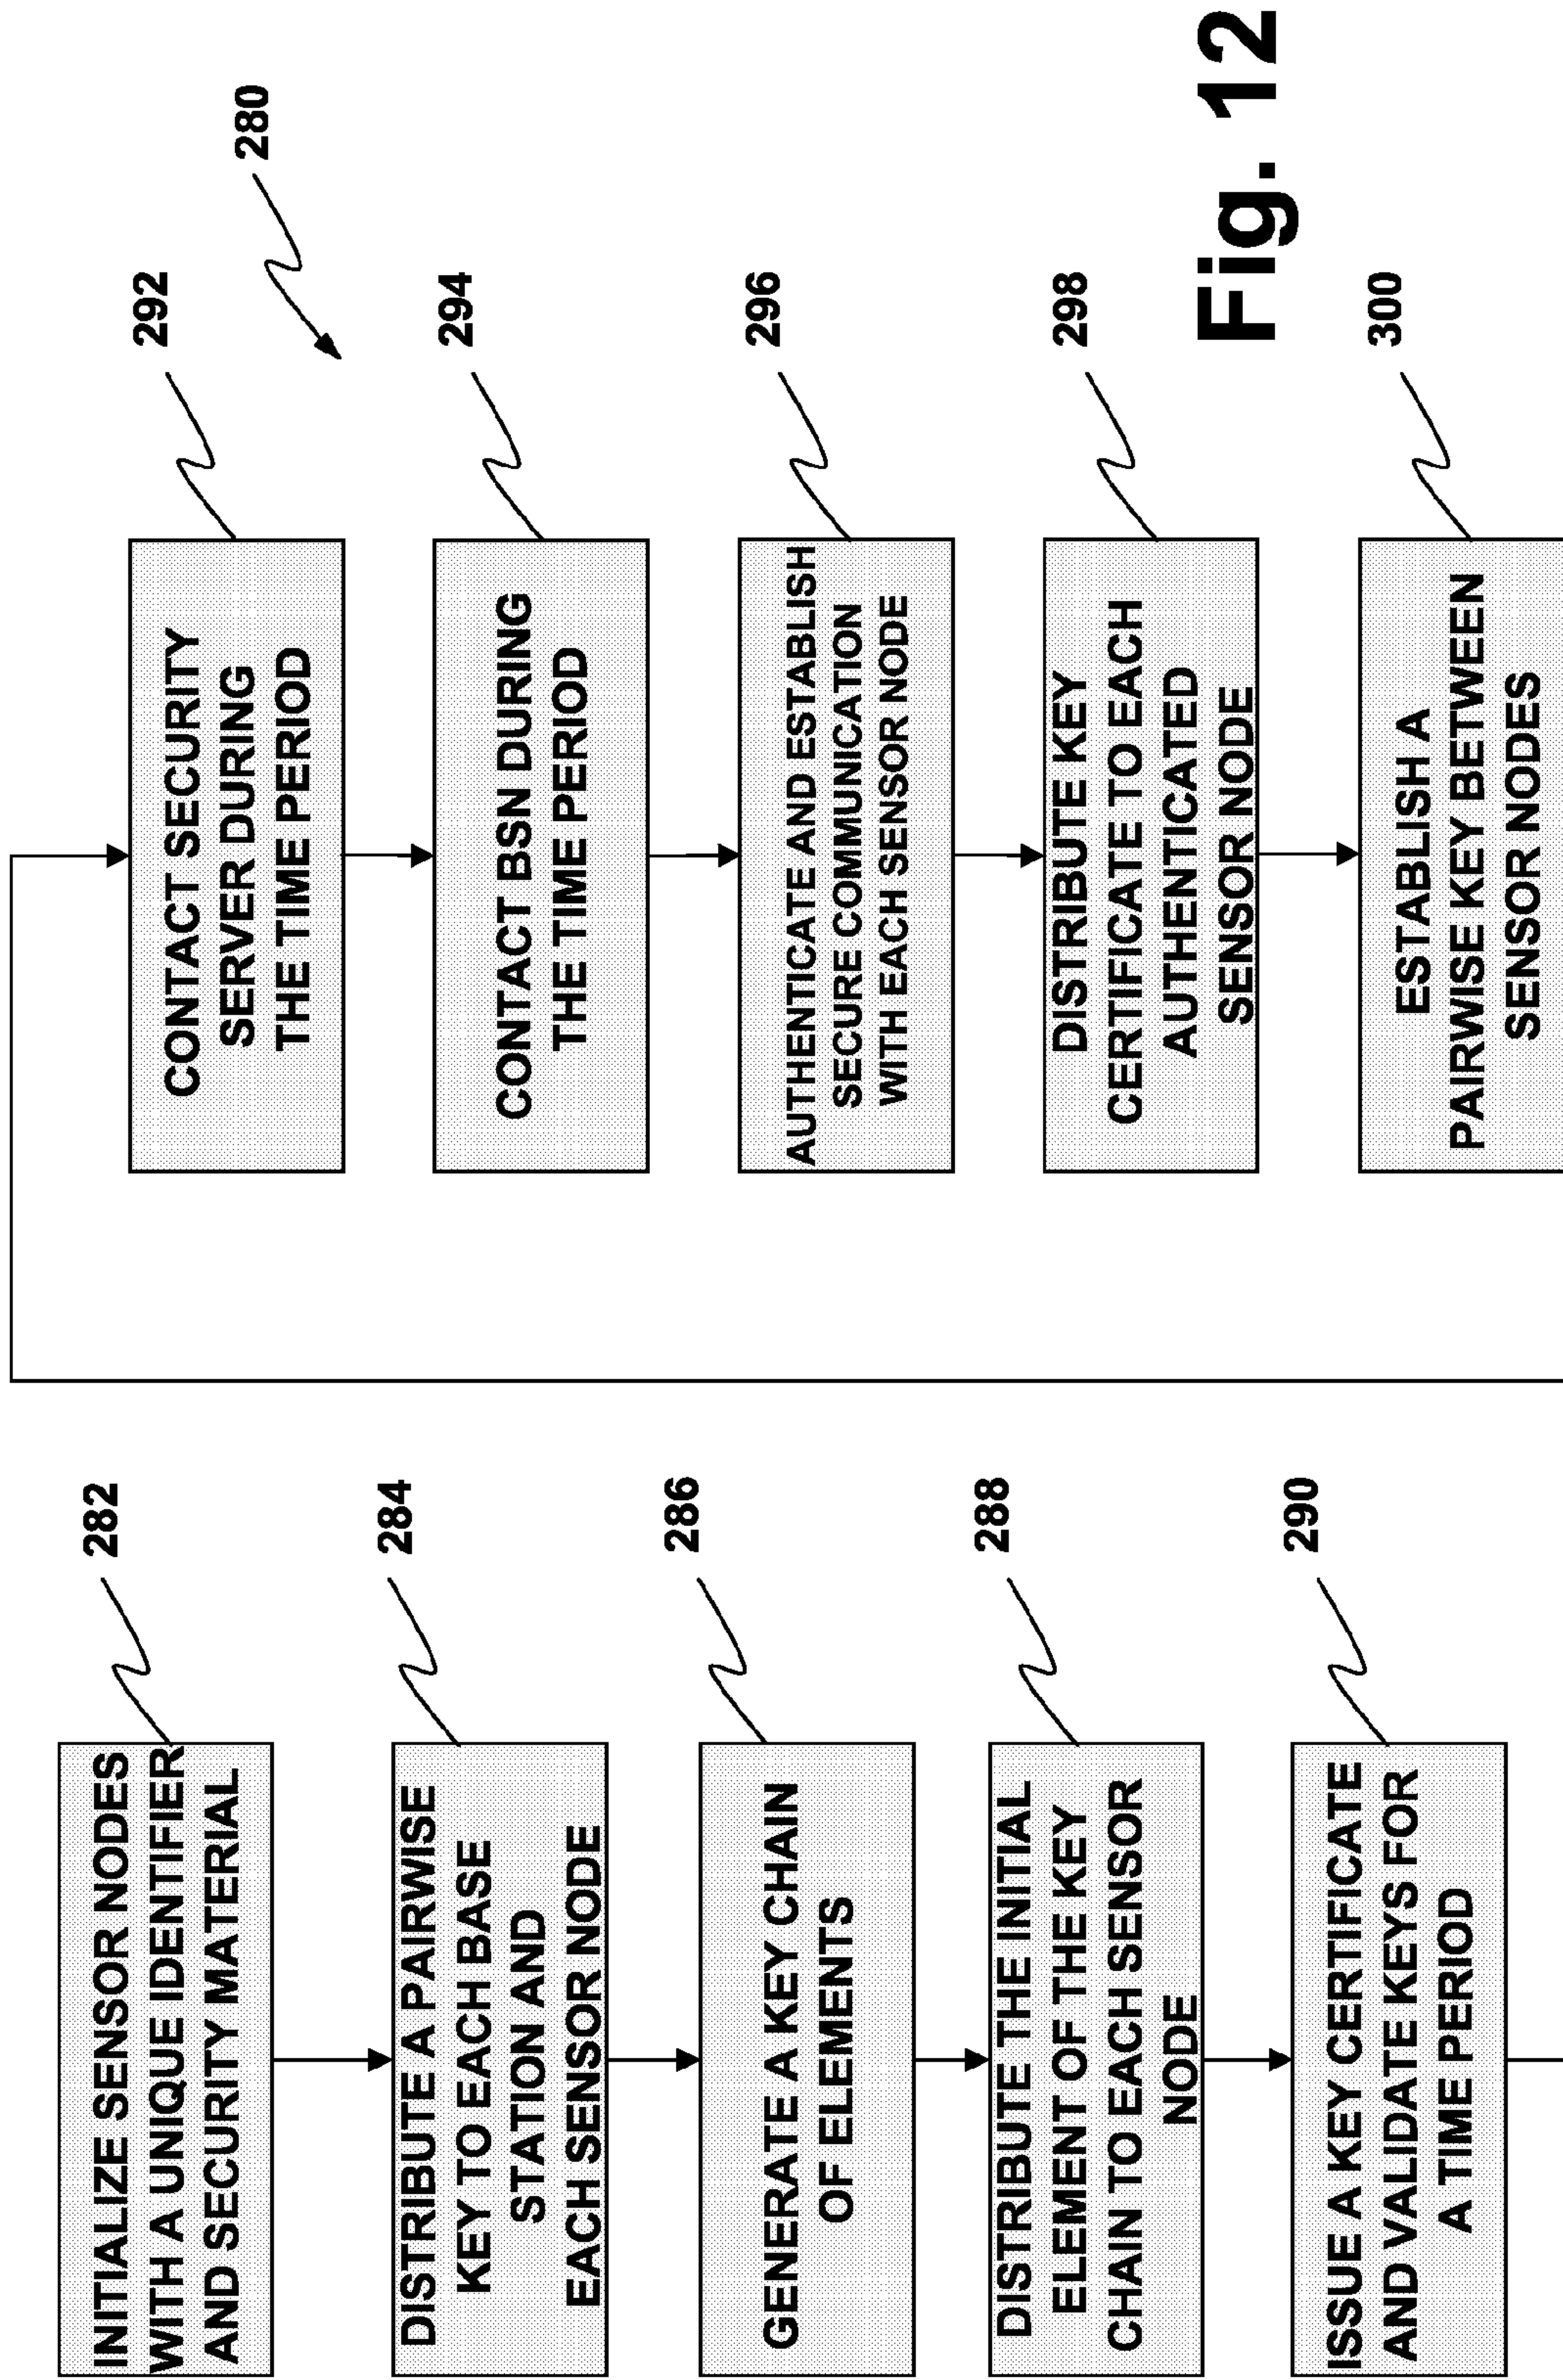 282
INITIALIZE SENSOR NODES
WITH A UNIQUE IDENTIFIER
AND SECURITY MATERIAL
284
DISTRIBUTE A PAIRWISE
KEY TO EACH BASE
STATION AND
EACH SENSOR NODE
286
GENERATE A KEY CHAIN
OF ELEMENTS
288
DISTRIBUTE THE INITIAL
ELEMENT OF THE KEY
CHAIN TO EACH SENSOR
NODE
290
ISSUE A KEY CERTIFICATE
AND VALIDATE KEYS FOR
A TIME PERIOD
280
292
CONTACT SECURITY
SERVER DURING
THE TIME PERIOD
294
CONTACT BSN DURING
THE TIME PERIOD
296
AUTHENTICATE AND ESTABLISH
SECURE COMMUNICATION
WITH EACH SENSOR NODE
298
DISTRIBUTE KEY
CERTIFICATE TO EACH
AUTHENTICATED
SENSOR NODE
300
ESTABLISH A
PAIRWISE KEY BETWEEN
SENSOR NODES
Fig. 12